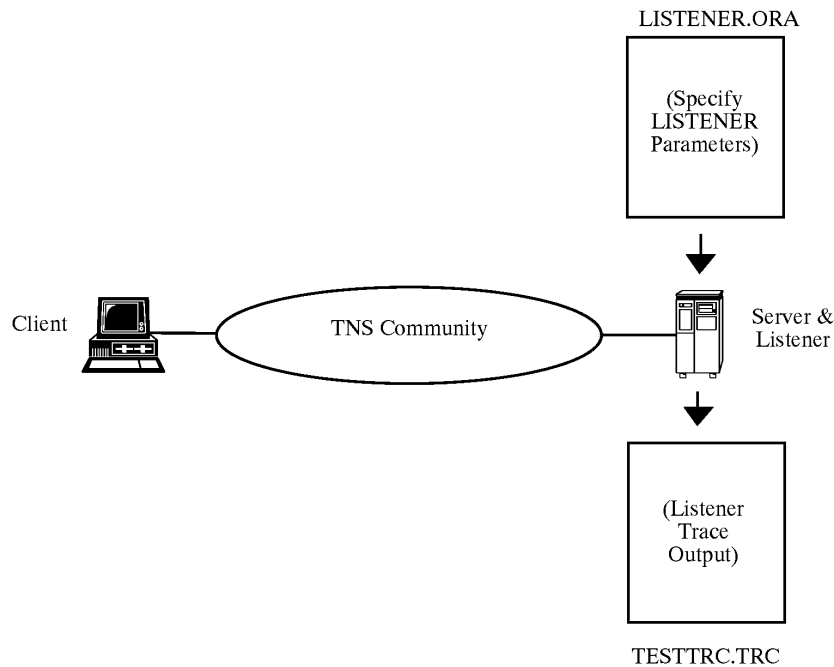 LISTENER.ORA
(Specify
LISTENER
Parameters)
Client
TNS Community
Server &
Listener
(Listener
Trace
Output)
TESTTRC.TRC